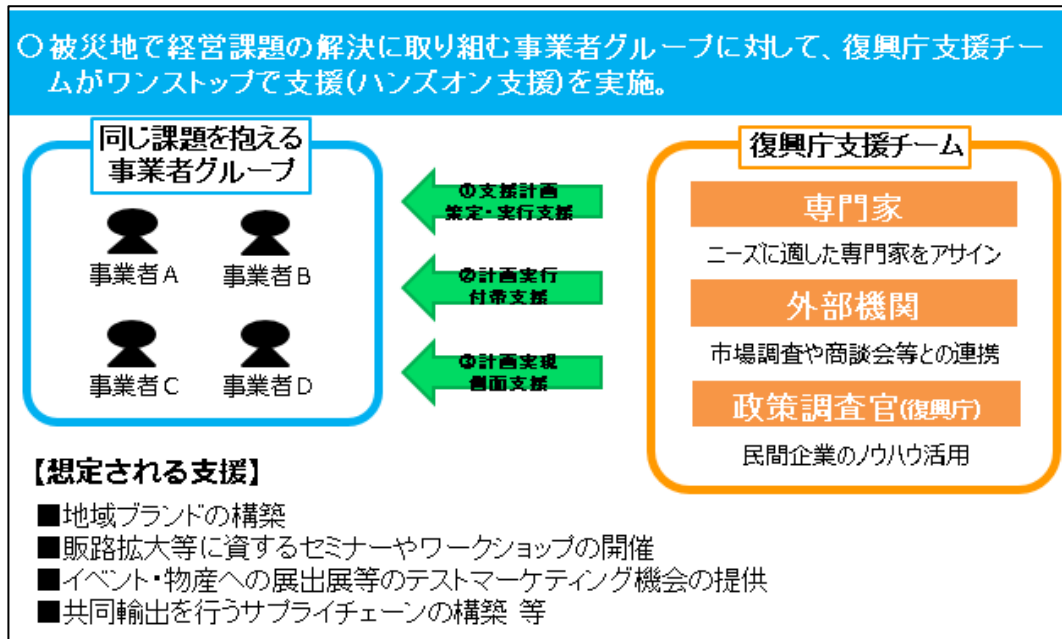 ○被災地で経営課題の解決に取り組む事業者グループに対して、復興庁支援チー
ムがワンストップで支援(ハンズオン支援)を実施。
同じ課題を抱える
事業者グループ
事業者A
事業者B
事業者C
事業者D
①支援計画
策定・実行支援
②計画実行
付帯支援
③計画実現
側面支援
復興庁支援チーム
専門家
ニーズに適した専門家をアサイン
外部機関
市場調査や商談会等との連携
政策調査官(復興庁)
民間企業のノウハウ活用
【想定される支援】
■地域ブランドの構築
■販路拡大等に資するセミナーやワークショップの開催
■イベント・物産への展出展等のテストマーケティング機会の提供
■共同輸出を行うサプライチェーンの構築 等